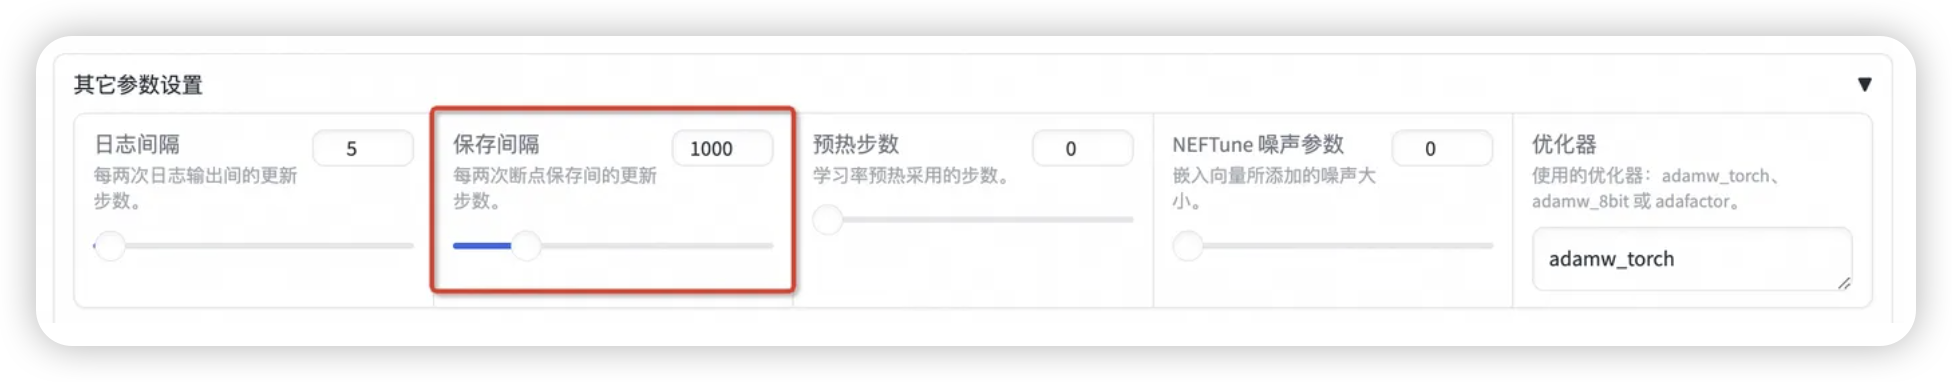 其它参数设置
▼
日志间隔
5
每两次日志输出间的更新
步数。
保存间隔
1000
每两次断点保存间的更新
步数。
预热步数
0
学习率预热采用的步数。
NEFTune 噪声参数
0
嵌入向量所添加的噪声大
小。
优化器
使用的优化器：adamw_torch、
adamw_8bit 或 adafactor。
adamw_torch